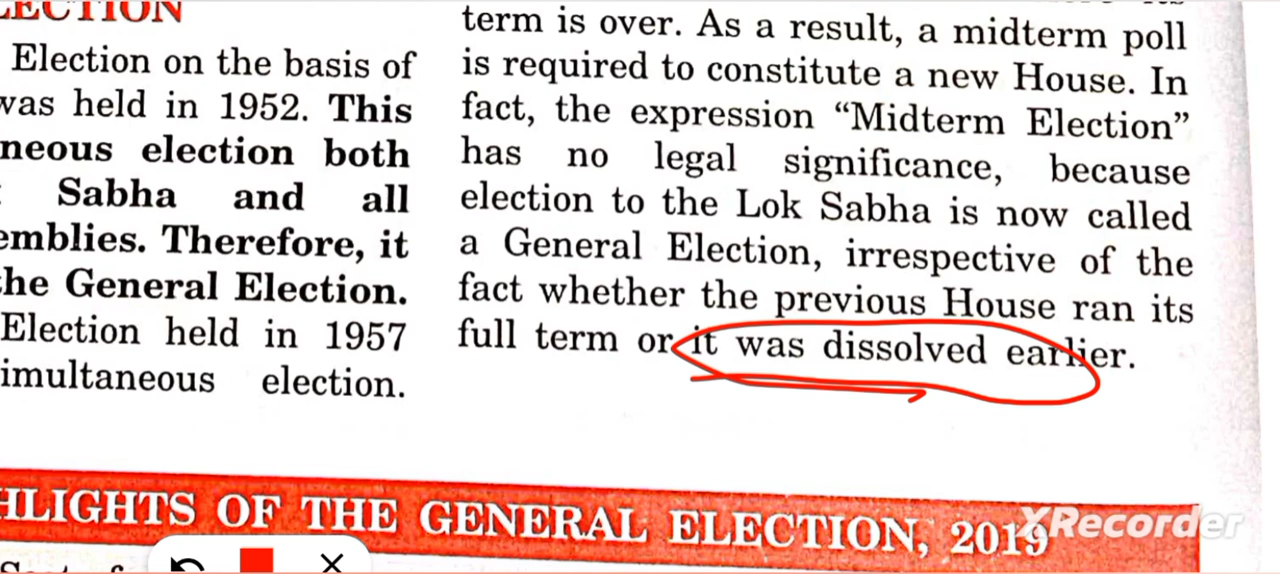 LECTION
Election on the basis of
was held in 1952. This
neous election both
Sabha and all
emblies. Therefore, it
the General Election.
Election held in 1957
imultaneous election.
term is over. As a result, a midterm poll
is required to constitute a new House. In
fact, the expression “Midterm Election”
has no legal significance, because
election to the Lok Sabha is now called
a General Election, irrespective of the
fact whether the previous House ran its
full term or it was dissolved earlier.
HLIGHTS OF THE GENERAL ELECTION, 2019
XRecorder